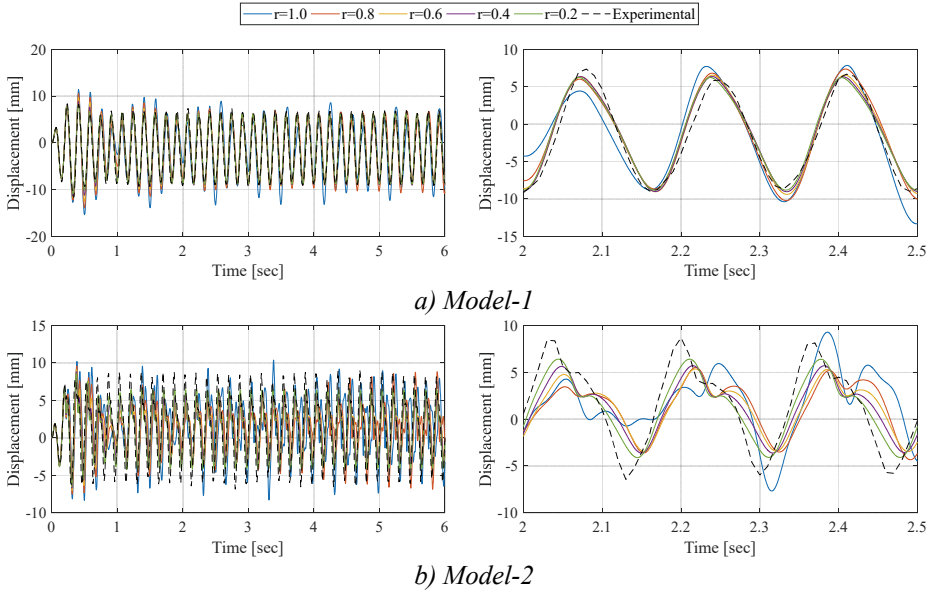 r=1.0 r=0.8 r=0.6 r=0.4 r=0.2 Experimental
20
10
0
-10
-20
Displacement [mm]
0 1 2 3 4 5 6
Time [sec]
10
5
0
-5
-10
-15
Displacement [mm]
2 2.1 2.2 2.3 2.4 2.5
Time [sec]
a) Model-1
15
10
5
0
-5
-10
Displacement [mm]
0 1 2 3 4 5 6
Time [sec]
10
5
0
-5
-10
Displacement [mm]
2 2.1 2.2 2.3 2.4 2.5
Time [sec]
b) Model-2